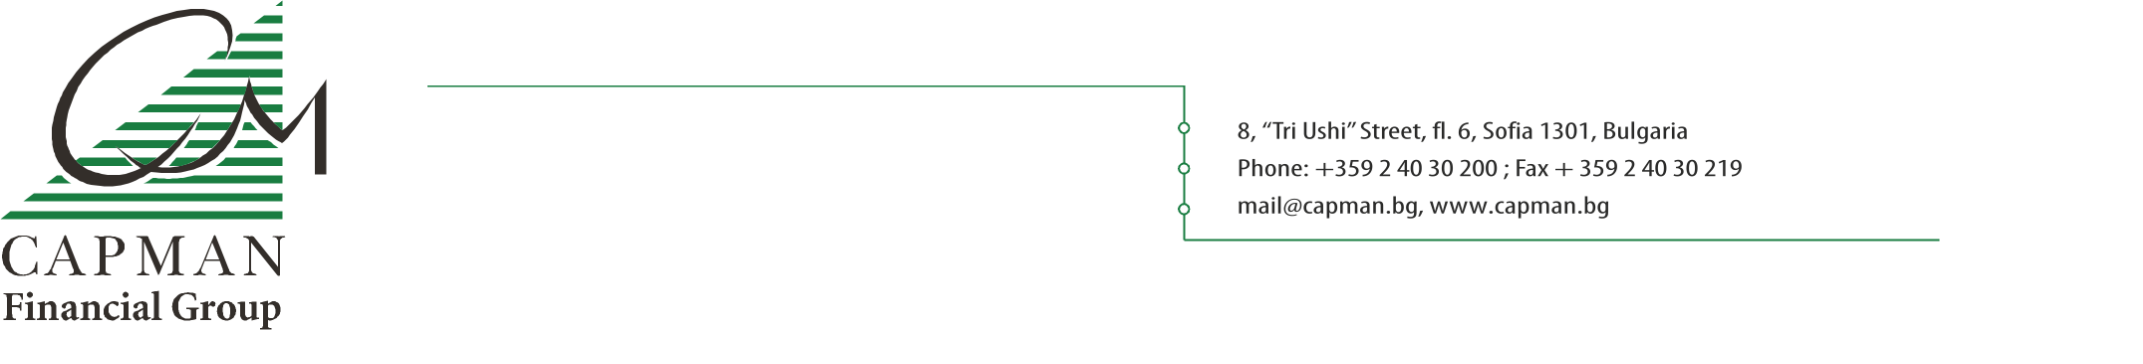 CM
CAPMAN
Financial Group
8, “Tri Ushi” Street, fl. 6, Sofia 1301, Bulgaria
Phone: +359 2 40 30 200 ; Fax + 359 2 40 30 219
mail@capman.bg, www.capman.bg